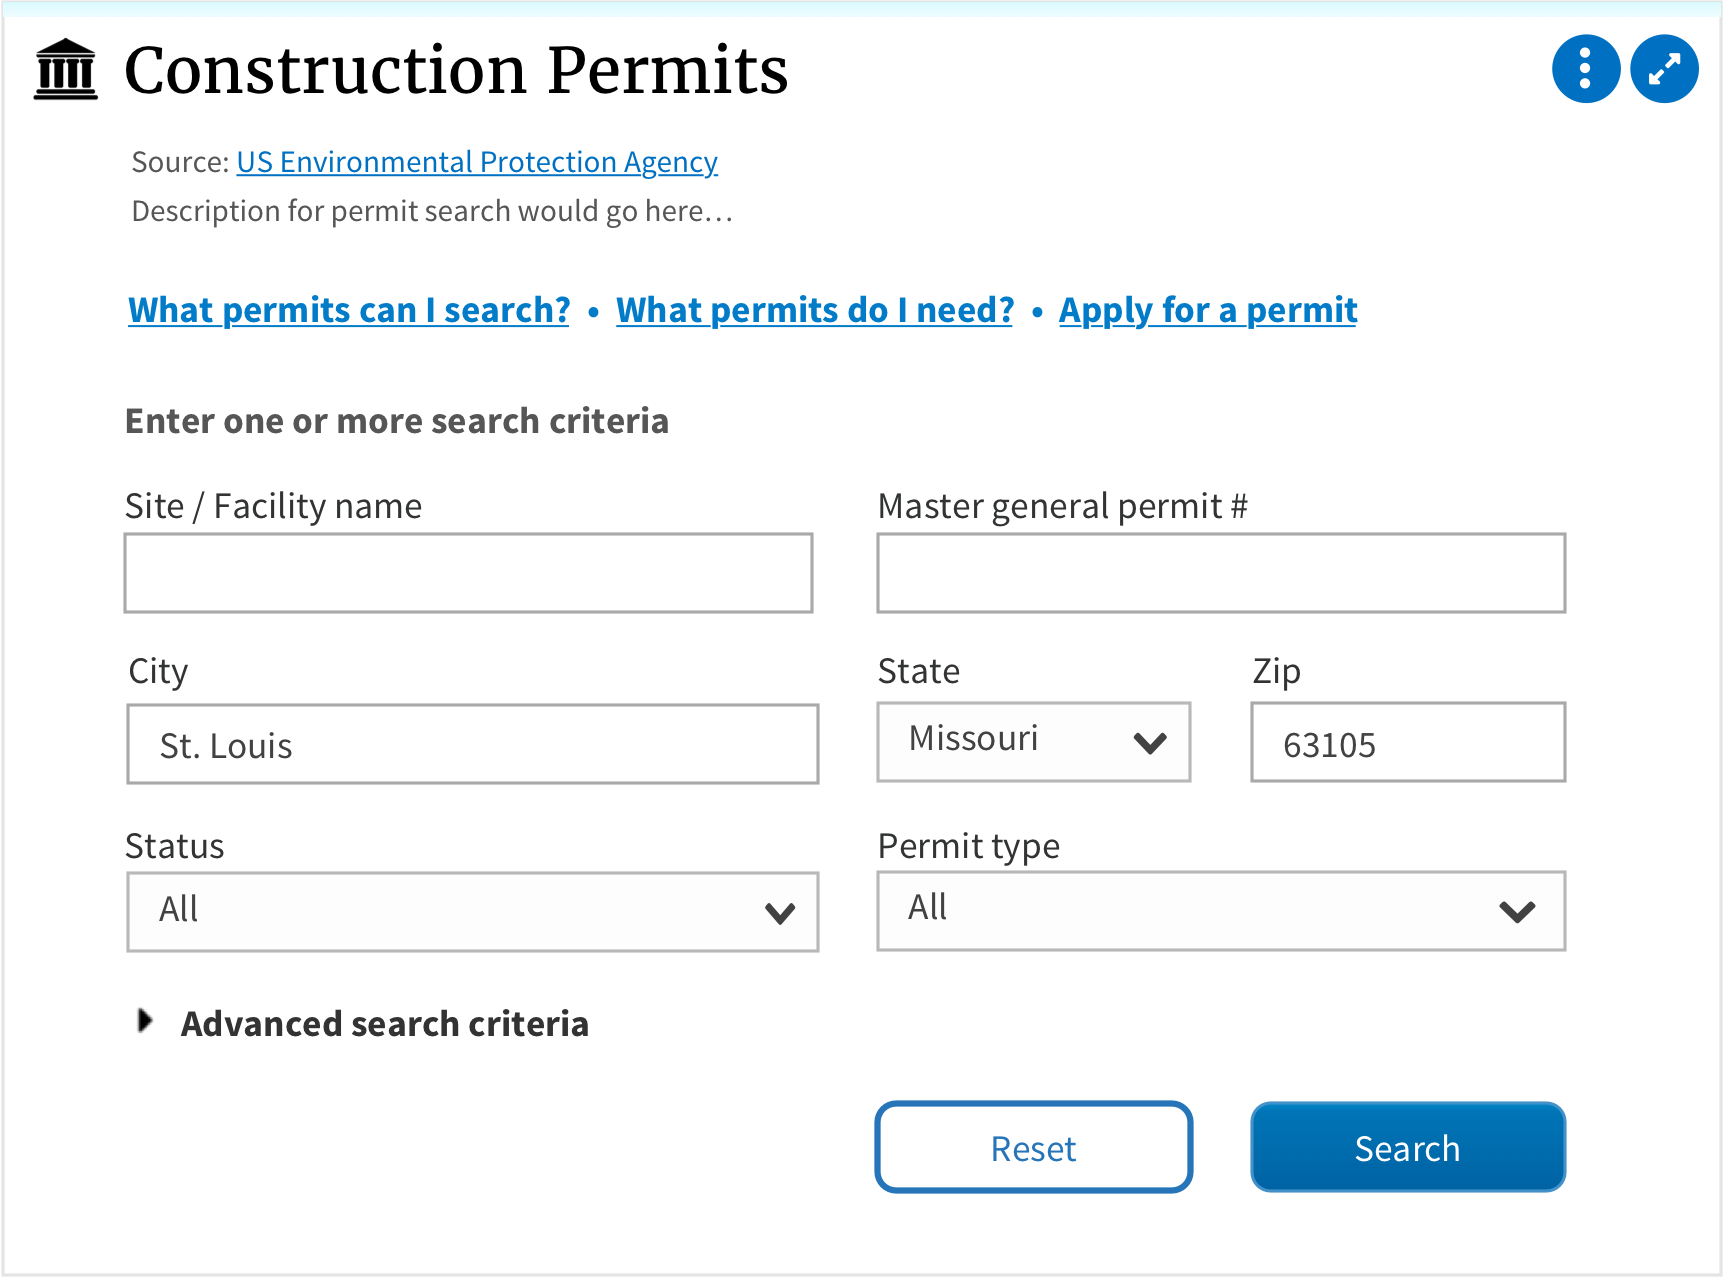 Construction Permits
Source: US Environmental Protection Agency
Description for permit search would go here…
What permits can I search? • What permits do I need? • Apply for a permit
Enter one or more search criteria
Site / Facility name
Master general permit #
City
State
Zip
St. Louis
Missouri
63105
Status
Permit type
All
All
Advanced search criteria
Reset
Search